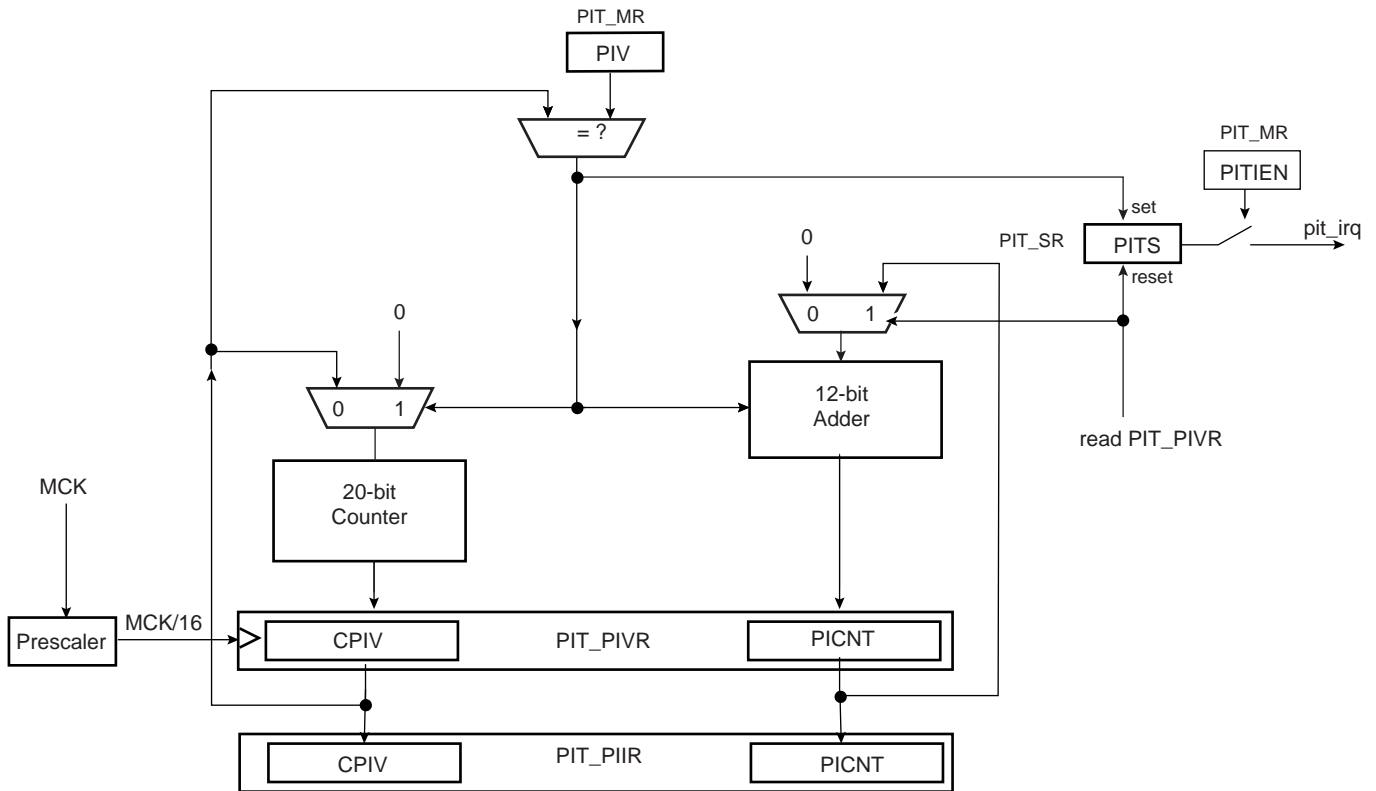 PIT_MR
PIV
= ?
PIT_MR
PITIEN
set
PIT_SR
PITS
pit_irq
reset
0
0 1
0
0 1
12-bit
Adder
read PIT_PIVR
MCK
20-bit
Counter
MCK/16
Prescaler
CPIV
PIT_PIVR
PICNT
CPIV
PIT_PIIR
PICNT